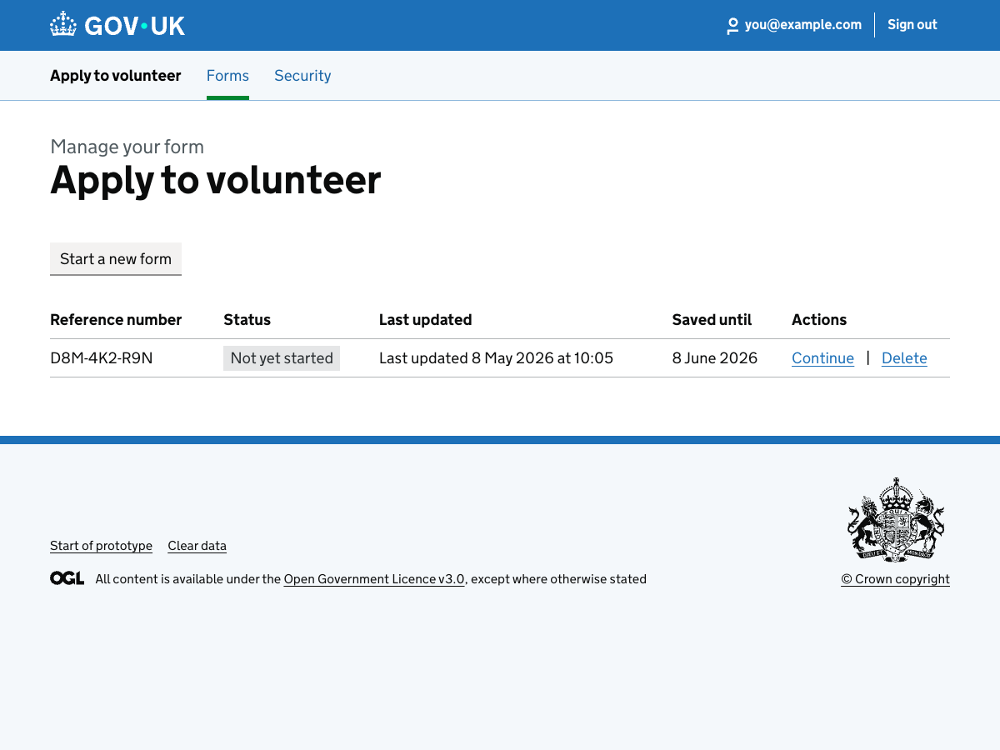 GOV·UK you@example.com Sign out
Apply to volunteer Forms Security
Manage your form
Apply to volunteer
Start a new form
Reference number Status Last updated Saved until Actions
D8M-4K2-R9N Not yet started Last updated 8 May 2026 at 10:05 8 June 2026 Continue | Delete
Start of prototype Clear data
OGL All content is available under the Open Government Licence v3.0, except where otherwise stated © Crown copyright